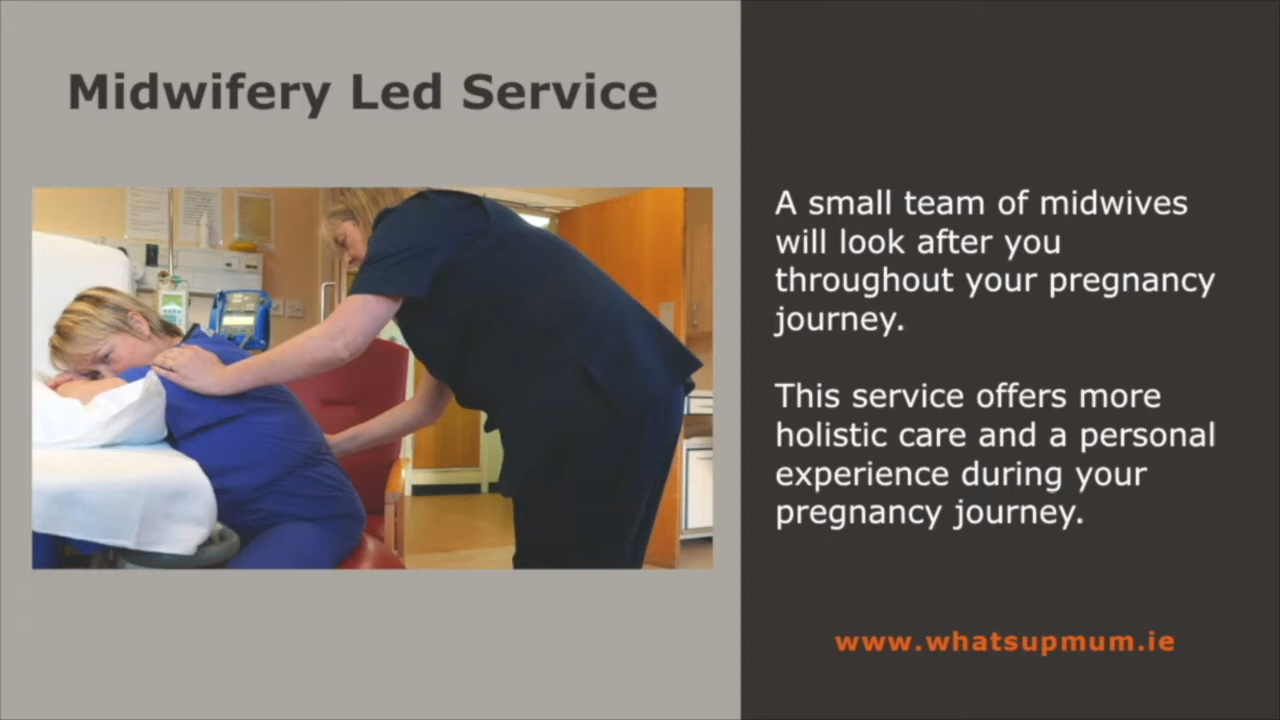 Midwifery Led Service
A small team of midwives
will look after you
throughout your pregnancy
journey.
This service offers more
holistic care and a personal
experience during your
pregnancy journey.
www.whatsupmum.ie